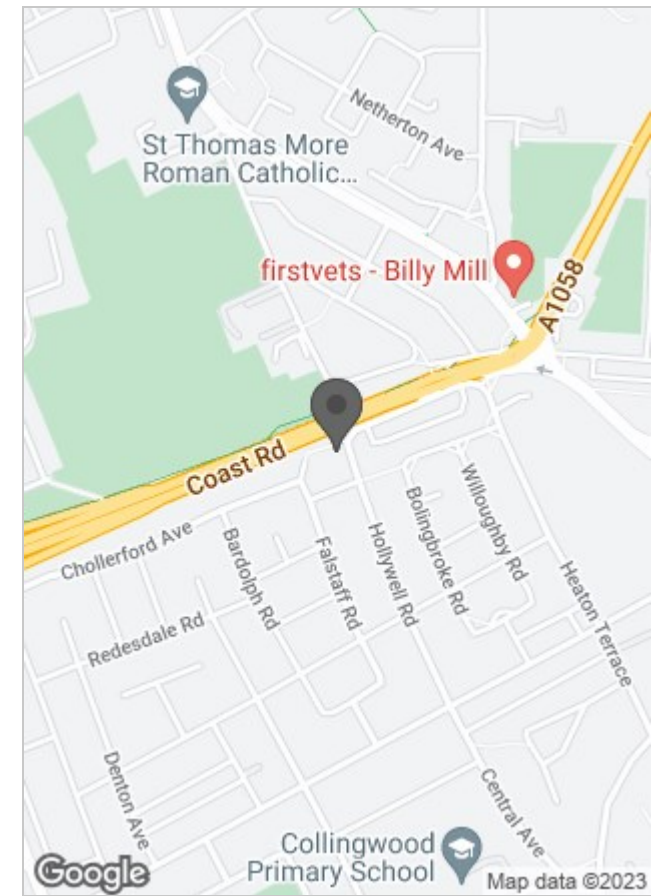 Netherton Ave
St Thomas More
Roman Catholic...
firstvets - Billy Mill
A1058
Coast Rd
Chollerford Ave
Willoughby Rd
Bolingbroke Rd
Hollywell Rd
Falstaff Rd
Bardolph Rd
Heaton Terrace
Redesdale Rd
Denton Ave
Central Ave
Collingwood
Primary School
Google
Map data ©2023